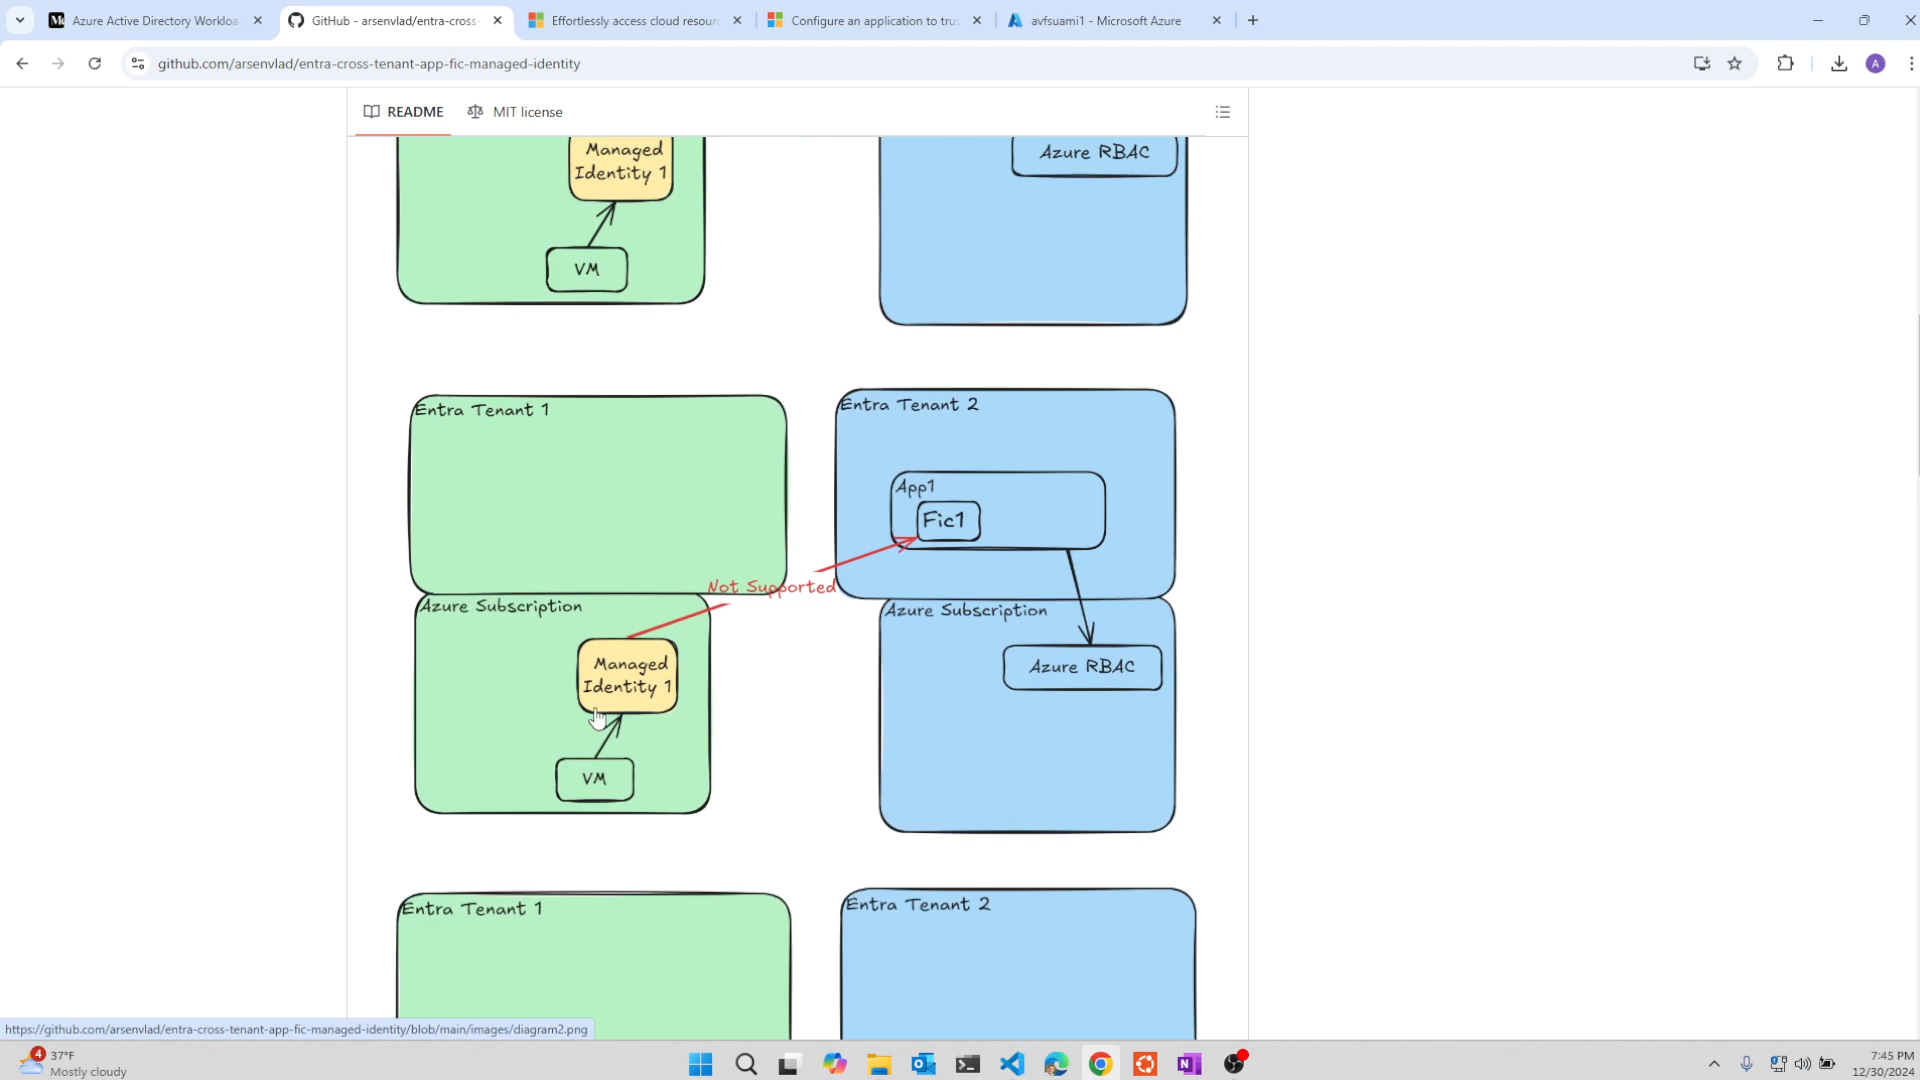 Azure Active Directory Workloa
GitHub - arsenvlad/entra-cross-
Effortlessly access cloud resour
Configure an application to trus
avfsuami1 - Microsoft Azure
github.com/arsenvlad/entra-cross-tenant-app-fic-managed-identity
A
README
MIT license
Managed
Identity 1
Azure RBAC
VM
Entra Tenant 1
Entra Tenant 2
App1
Fic1
Not Supported
Azure Subscription
Azure Subscription
Managed
Identity 1
Azure RBAC
VM
Entra Tenant 1
Entra Tenant 2
https://github.com/arsenvlad/entra-cross-tenant-app-fic-managed-identity/blob/main/images/diagram2.png
4
37°F
Mostly cloudy
7:45 PM
12/30/2024